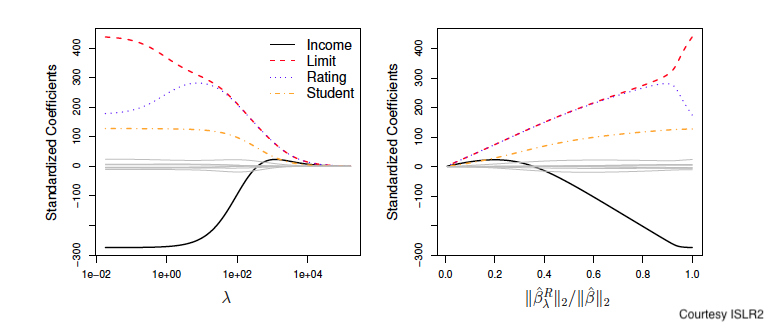 Income
Limit
Rating
Student
Standardized Coefficients
−300 −100 0 100 200 300 400
1e−02 1e+00 1e+02 1e+04
λ
Standardized Coefficients
−300 −100 0 100 200 300 400
0.0 0.2 0.4 0.6 0.8 1.0
‖β̂λᴿ‖₂/‖β̂‖₂
Courtesy ISLR2